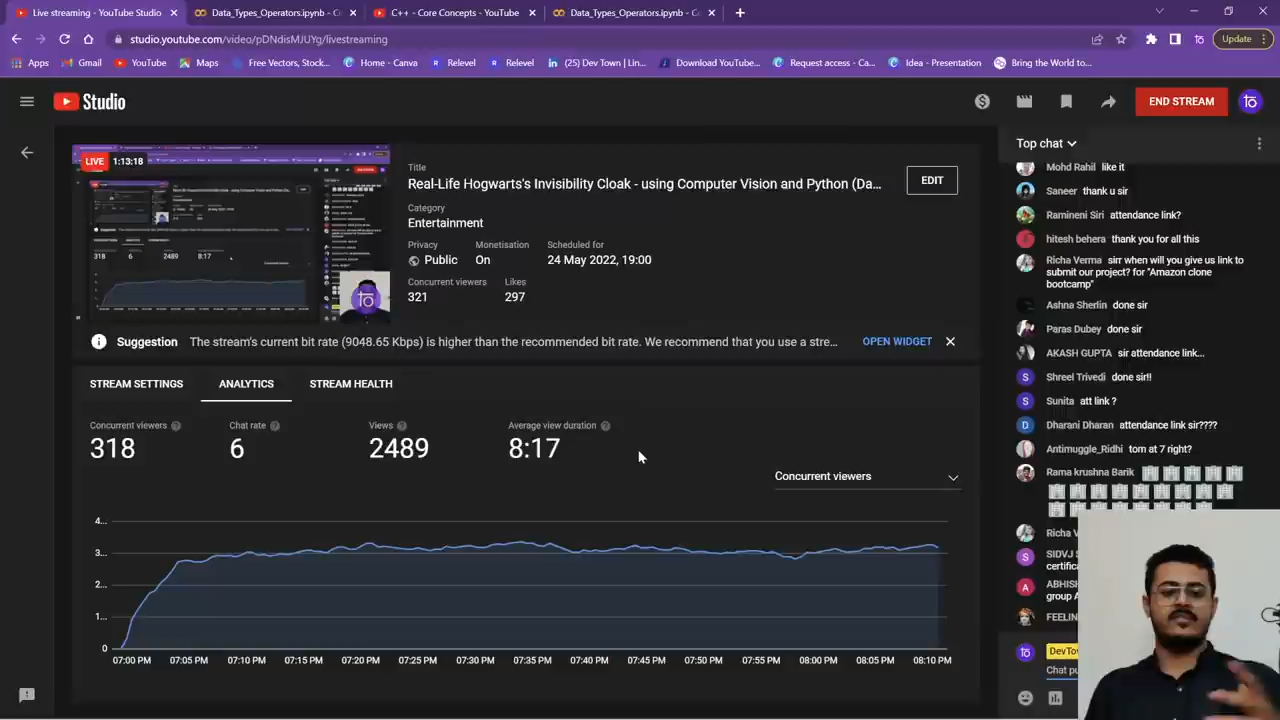 Live streaming - YouTube Studio
Data_Types_Operators.ipynb - C
C++ - Core Concepts - YouTube
Data_Types_Operators.ipynb - C
studio.youtube.com/video/pDNdisMJUYg/livestreaming
Update
Apps
Gmail
YouTube
Maps
Free Vectors, Stock...
Home - Canva
Relevel
Relevel
(25) Dev Town | Lin...
Download YouTube...
Request access - Ca...
Idea - Presentation
Bring the World to...
Studio
END STREAM
LIVE 1:13:18
Title
Real-Life Hogwarts's Invisibility Cloak - using Computer Vision and Python (Da...
EDIT
Category
Entertainment
Privacy Monetisation Scheduled for
Public On 24 May 2022, 19:00
Concurrent viewers Likes
321 297
Suggestion The stream's current bit rate (9048.65 Kbps) is higher than the recommended bit rate. We recommend that you use a stre...
OPEN WIDGET
STREAM SETTINGS ANALYTICS STREAM HEALTH
Concurrent viewers Chat rate Views Average view duration
318 6 2489 8:17
Concurrent viewers
4...
3...
2...
1...
0
07:00 PM 07:05 PM 07:10 PM 07:15 PM 07:20 PM 07:25 PM 07:30 PM 07:35 PM 07:40 PM 07:45 PM 07:50 PM 07:55 PM 08:00 PM 08:05 PM 08:10 PM
Top chat
Mohd Rahil like it
Saneer thank u sir
Ramineni Siri attendance link?
hitesh behera thank you for all this
Richa Verma sirr when will you give us link to
submit our project? for "Amazon clone
bootcamp"
Ashna Sherlin done sir
Paras Dubey done sir
AKASH GUPTA sir attendance link...
Shreel Trivedi done sir!!
Sunita att link ?
Dharani Dharan attendance link sir????
Antimuggle_Ridhi tom at 7 right?
Rama krushna Barik
Richa V
SIDVJ S
certific
ABHISH
group A
FEELIN
DevTow
Chat pu